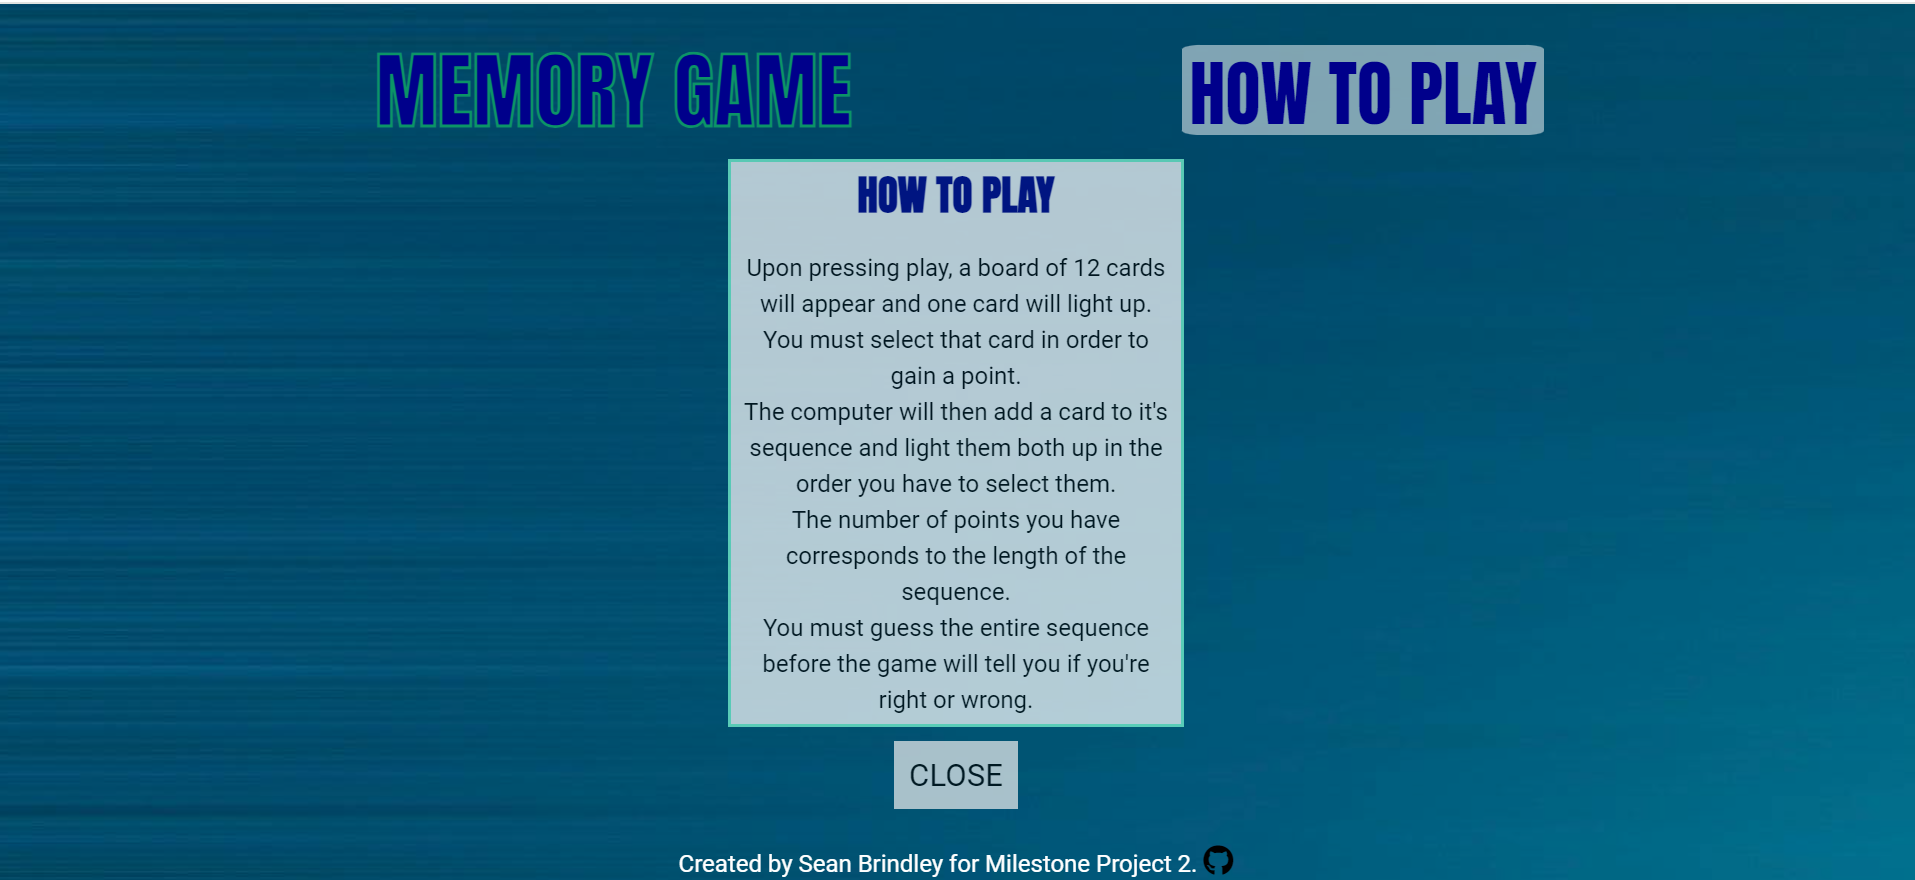 MEMORY GAME
HOW TO PLAY
HOW TO PLAY
Upon pressing play, a board of 12 cards
will appear and one card will light up.
You must select that card in order to
gain a point.
The computer will then add a card to it's
sequence and light them both up in the
order you have to select them.
The number of points you have
corresponds to the length of the
sequence.
You must guess the entire sequence
before the game will tell you if you're
right or wrong.
CLOSE
Created by Sean Brindley for Milestone Project 2.